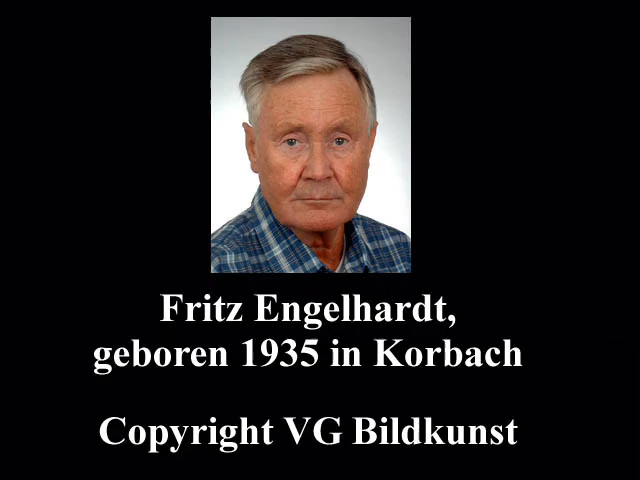 Fritz Engelhardt,
geboren 1935 in Korbach
Copyright VG Bildkunst